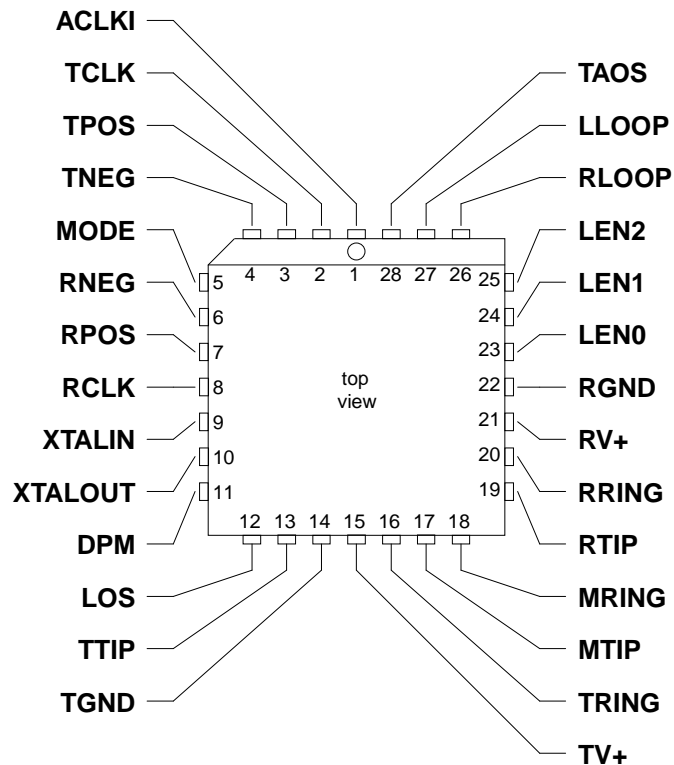 ACLKI
TCLK
TPOS
TNEG
MODE
RNEG
RPOS
RCLK
XTALIN
XTALOUT
DPM
LOS
TTIP
TGND
TAOS
LLOOP
RLOOP
LEN2
LEN1
LEN0
RGND
RV+
RRING
RTIP
MRING
MTIP
TRING
TV+
4 3 2 1 28 27 26
5
6
7
8
9
10
11
25
24
23
22
21
20
19
12 13 14 15 16 17 18
top
view